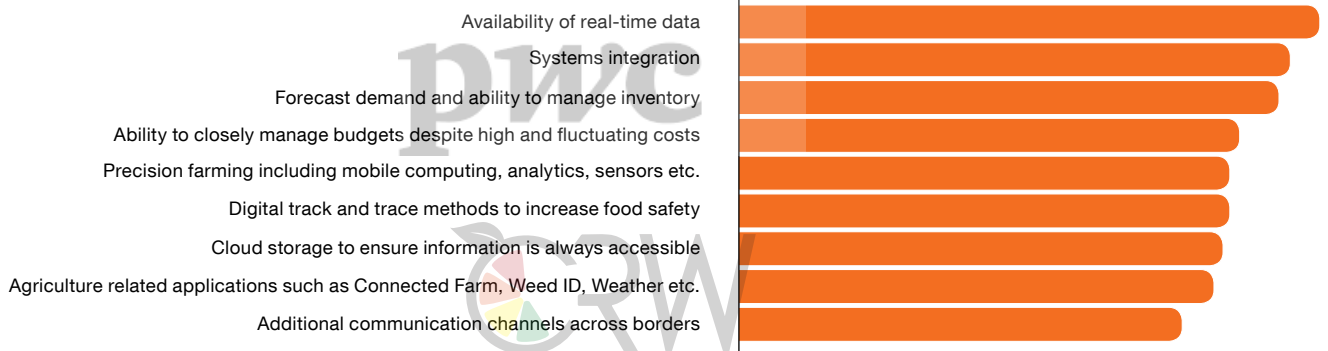 Availability of real-time data
Systems integration
Forecast demand and ability to manage inventory
Ability to closely manage budgets despite high and fluctuating costs
Precision farming including mobile computing, analytics, sensors etc.
Digital track and trace methods to increase food safety
Cloud storage to ensure information is always accessible
Agriculture related applications such as Connected Farm, Weed ID, Weather etc.
Additional communication channels across borders
pwc
CRW